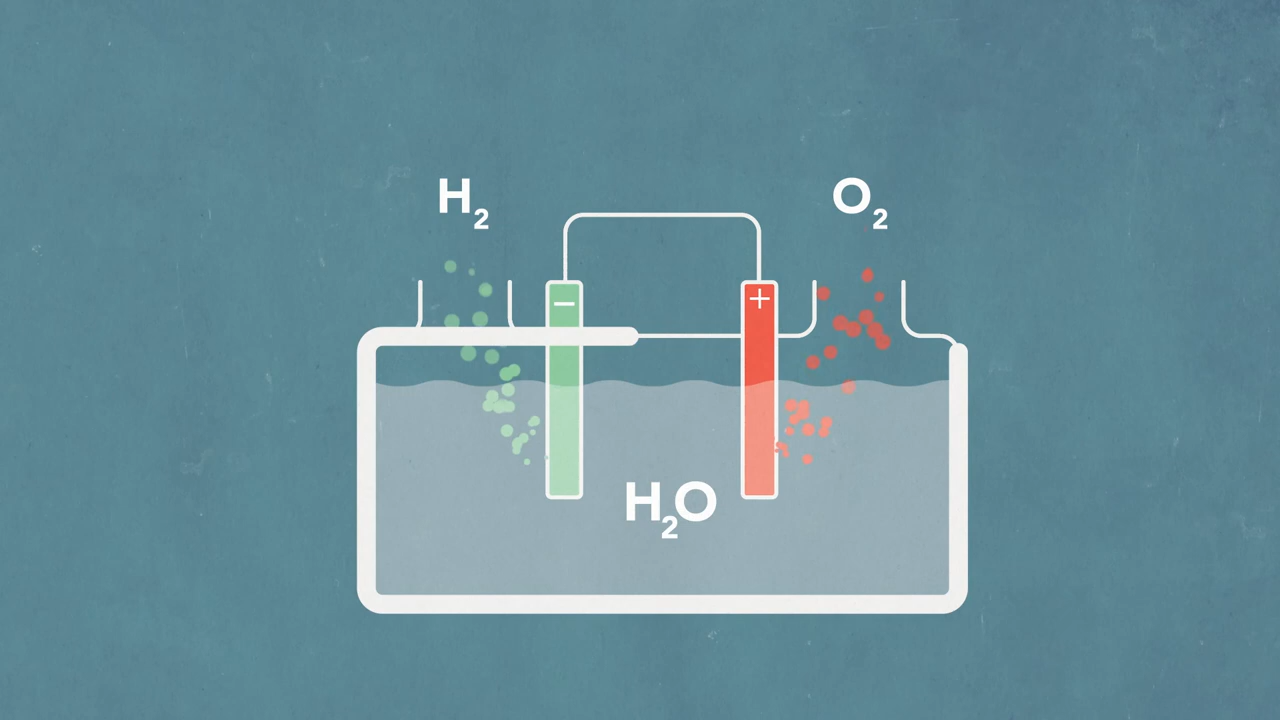 H₂
O₂
−
+
H₂O